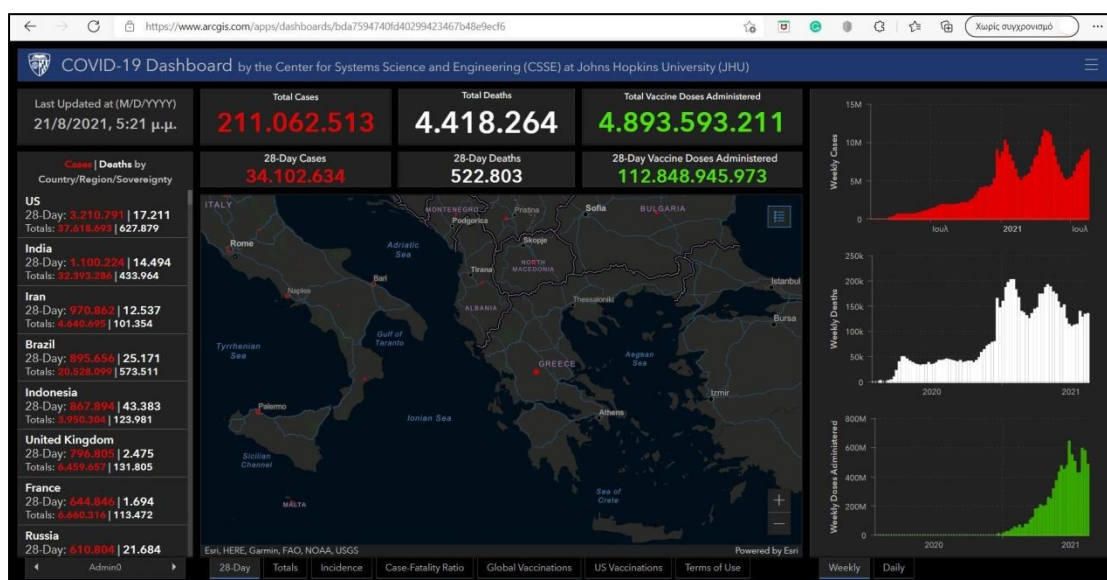 https://www.arcgis.com/apps/dashboards/bda7594740fd40299423467b48e9ecf6
Χωρίς συγχρονισμό
COVID-19 Dashboard by the Center for Systems Science and Engineering (CSSE) at Johns Hopkins University (JHU)
Last Updated at (M/D/YYYY)
21/8/2021, 5:21 μ.μ.
Cases | Deaths by
Country/Region/Sovereignty
US
28-Day: 3.210.791 | 17.211
Totals: 37.618.693 | 627.879
India
28-Day: 1.100.224 | 14.494
Totals: 32.393.286 | 433.964
Iran
28-Day: 970.862 | 12.537
Totals: 4.640.695 | 101.354
Brazil
28-Day: 895.656 | 25.171
Totals: 20.528.099 | 573.511
Indonesia
28-Day: 867.894 | 43.383
Totals: 3.950.304 | 123.981
United Kingdom
28-Day: 796.805 | 2.475
Totals: 6.459.657 | 131.805
France
28-Day: 644.846 | 1.694
Totals: 6.660.316 | 113.472
Russia
28-Day: 610.804 | 21.684
Admin0
Total Cases
211.062.513
Total Deaths
4.418.264
Total Vaccine Doses Administered
4.893.593.211
28-Day Cases
34.102.634
28-Day Deaths
522.803
28-Day Vaccine Doses Administered
112.848.945.973
ITALY
MONTENEGRO
Podgorica
Pristina
Sofia
BULGARIA
Rome
Adriatic
Sea
Skopje
NORTH
MACEDONIA
Tirana
Bari
Istanbul
Naples
ALBANIA
Thessaloniki
Bursa
Gulf of
Taranto
Tyrrhenian
Sea
GREECE
Aegean
Sea
Izmir
Palermo
Ionian Sea
Athens
Sicilian
Channel
MALTA
Sea of
Crete
Esri, HERE, Garmin, FAO, NOAA, USGS
Powered by Esri
28-Day
Totals
Incidence
Case-Fatality Ratio
Global Vaccinations
US Vaccinations
Terms of Use
Weekly Cases
15M
10M
5M
0
Ιουλ
2021
Ιουλ
Weekly Deaths
250k
200k
150k
100k
50k
0
2020
2021
Weekly Doses Administered
800M
600M
400M
200M
0
2020
2021
Weekly
Daily